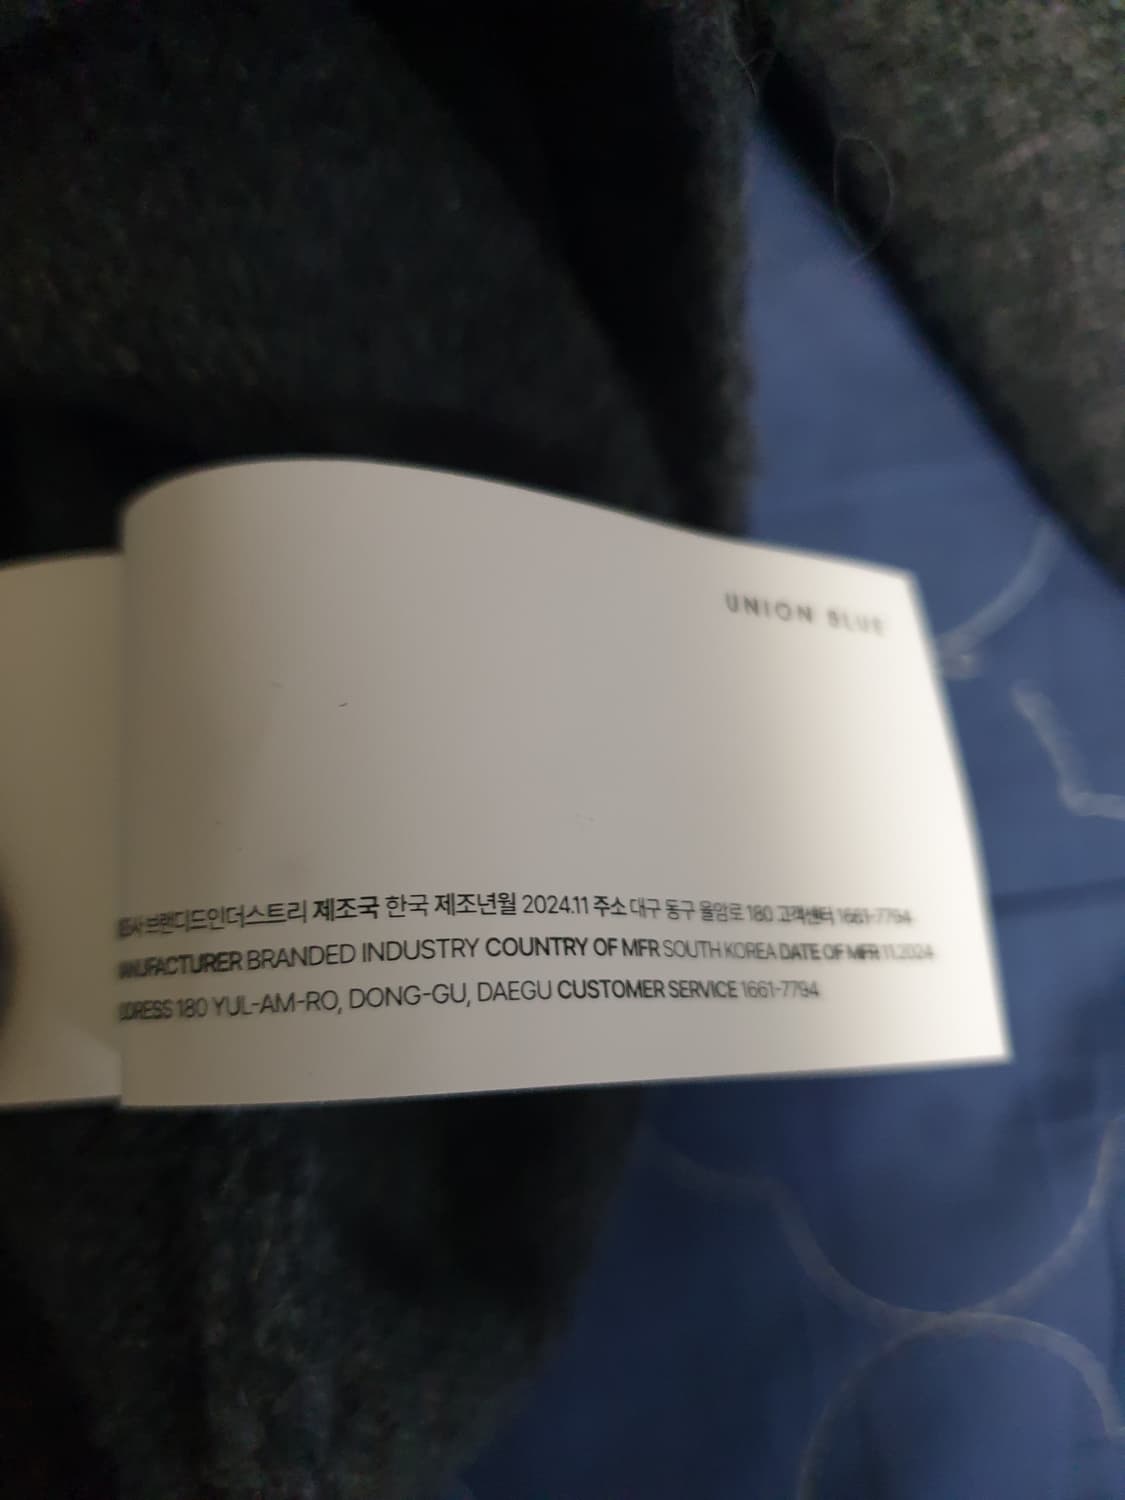 UNION BLUE
브랜디드인더스트리 제조국 한국 제조년월 2024.11 주소 대구 동구 율암로 180 고객센터 1661-7794
MANUFACTURER BRANDED INDUSTRY COUNTRY OF MFR SOUTH KOREA DATE OF MFR 11.2024
ADDRESS 180 YUL-AM-RO, DONG-GU, DAEGU CUSTOMER SERVICE 1661-7794